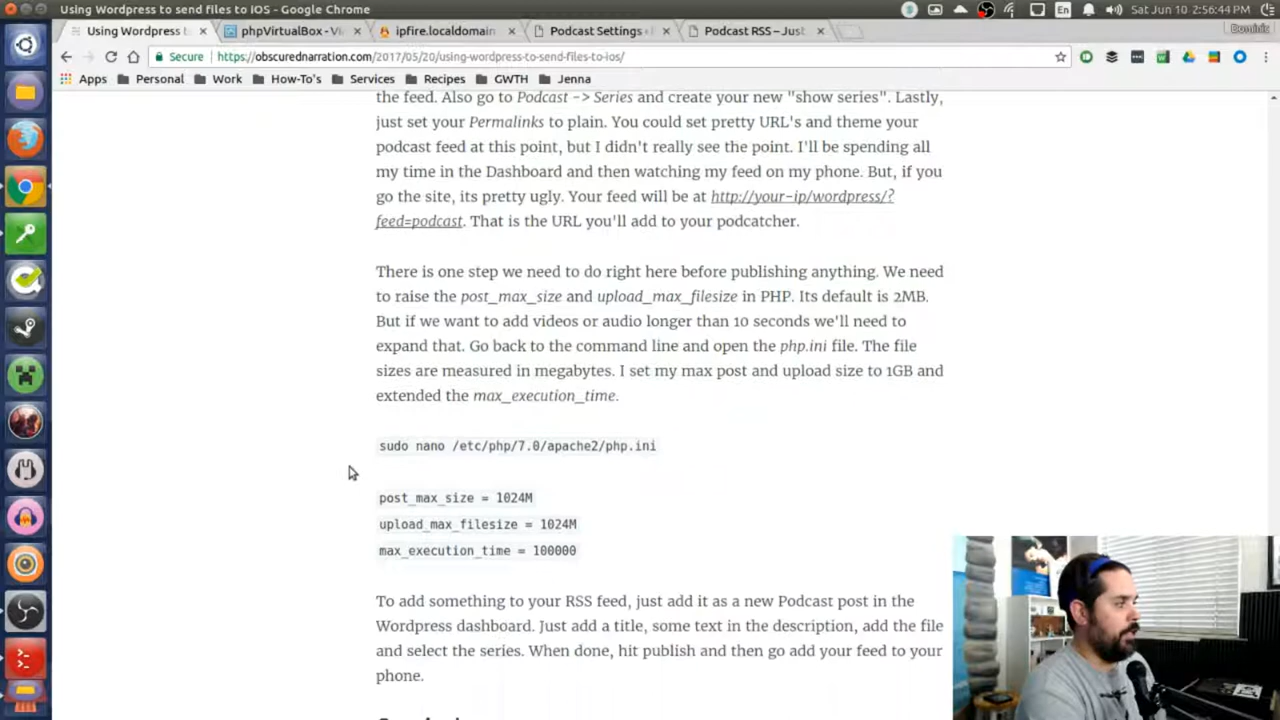 Using Wordpress to send files to iOS - Google Chrome
En
Sat Jun 10 2:56:44 PM
Using Wordpress t
phpVirtualBox - Vi
ipfire.localdomain
Podcast Settings
Podcast RSS – Just
Dominic
Secure
https://obscurednarration.com/2017/05/20/using-wordpress-to-send-files-to-ios/
Apps
Personal
Work
How-To's
Services
Recipes
GWTH
Jenna
the feed. Also go to Podcast -> Series and create your new "show series". Lastly,
just set your Permalinks to plain. You could set pretty URL's and theme your
podcast feed at this point, but I didn't really see the point. I'll be spending all
my time in the Dashboard and then watching my feed on my phone. But, if you
go the site, its pretty ugly. Your feed will be at http://your-ip/wordpress/?
feed=podcast. That is the URL you'll add to your podcatcher.
There is one step we need to do right here before publishing anything. We need
to raise the post_max_size and upload_max_filesize in PHP. Its default is 2MB.
But if we want to add videos or audio longer than 10 seconds we'll need to
expand that. Go back to the command line and open the php.ini file. The file
sizes are measured in megabytes. I set my max post and upload size to 1GB and
extended the max_execution_time.
sudo nano /etc/php/7.0/apache2/php.ini
post_max_size = 1024M
upload_max_filesize = 1024M
max_execution_time = 100000
To add something to your RSS feed, just add it as a new Podcast post in the
Wordpress dashboard. Just add a title, some text in the description, add the file
and select the series. When done, hit publish and then go add your feed to your
phone.